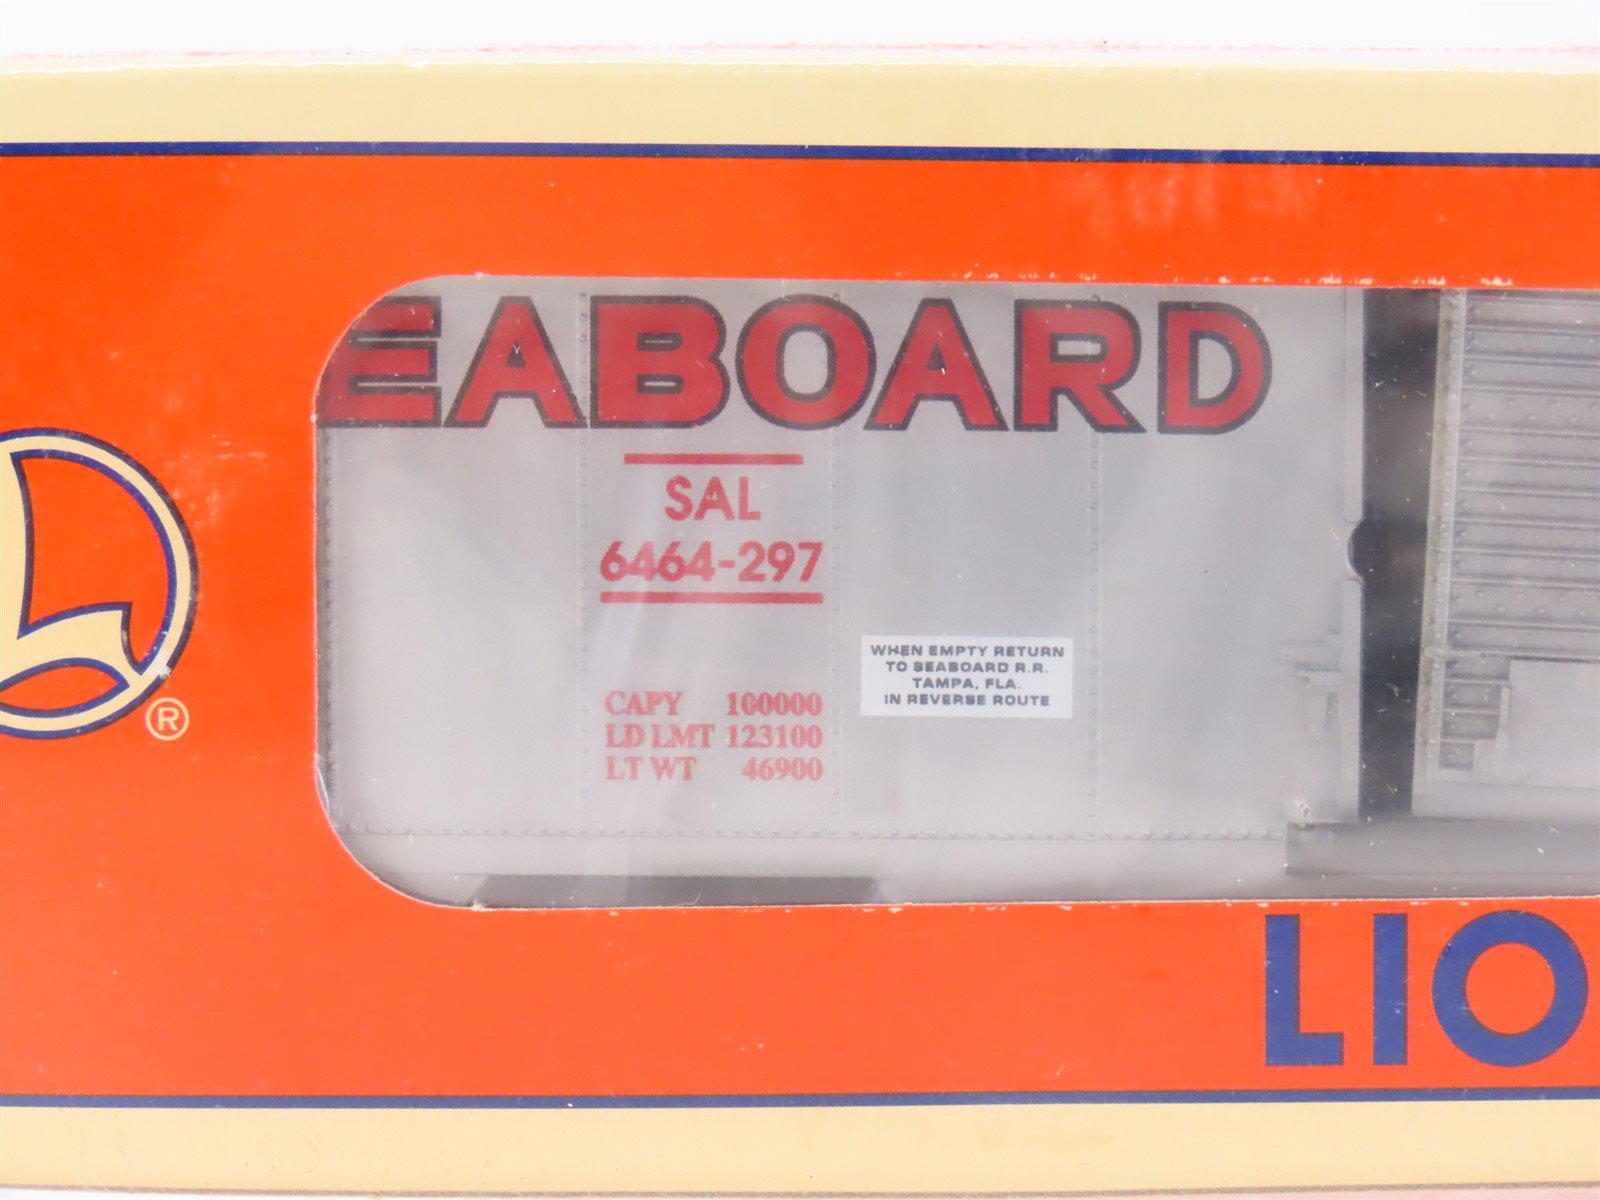 EABOARD
SAL
6464-297
WHEN EMPTY RETURN
TO SEABOARD R.R.
TAMPA, FLA.
IN REVERSE ROUTE
CAPY 100000
LD LMT 123100
LT WT 46900
L
®
LIO